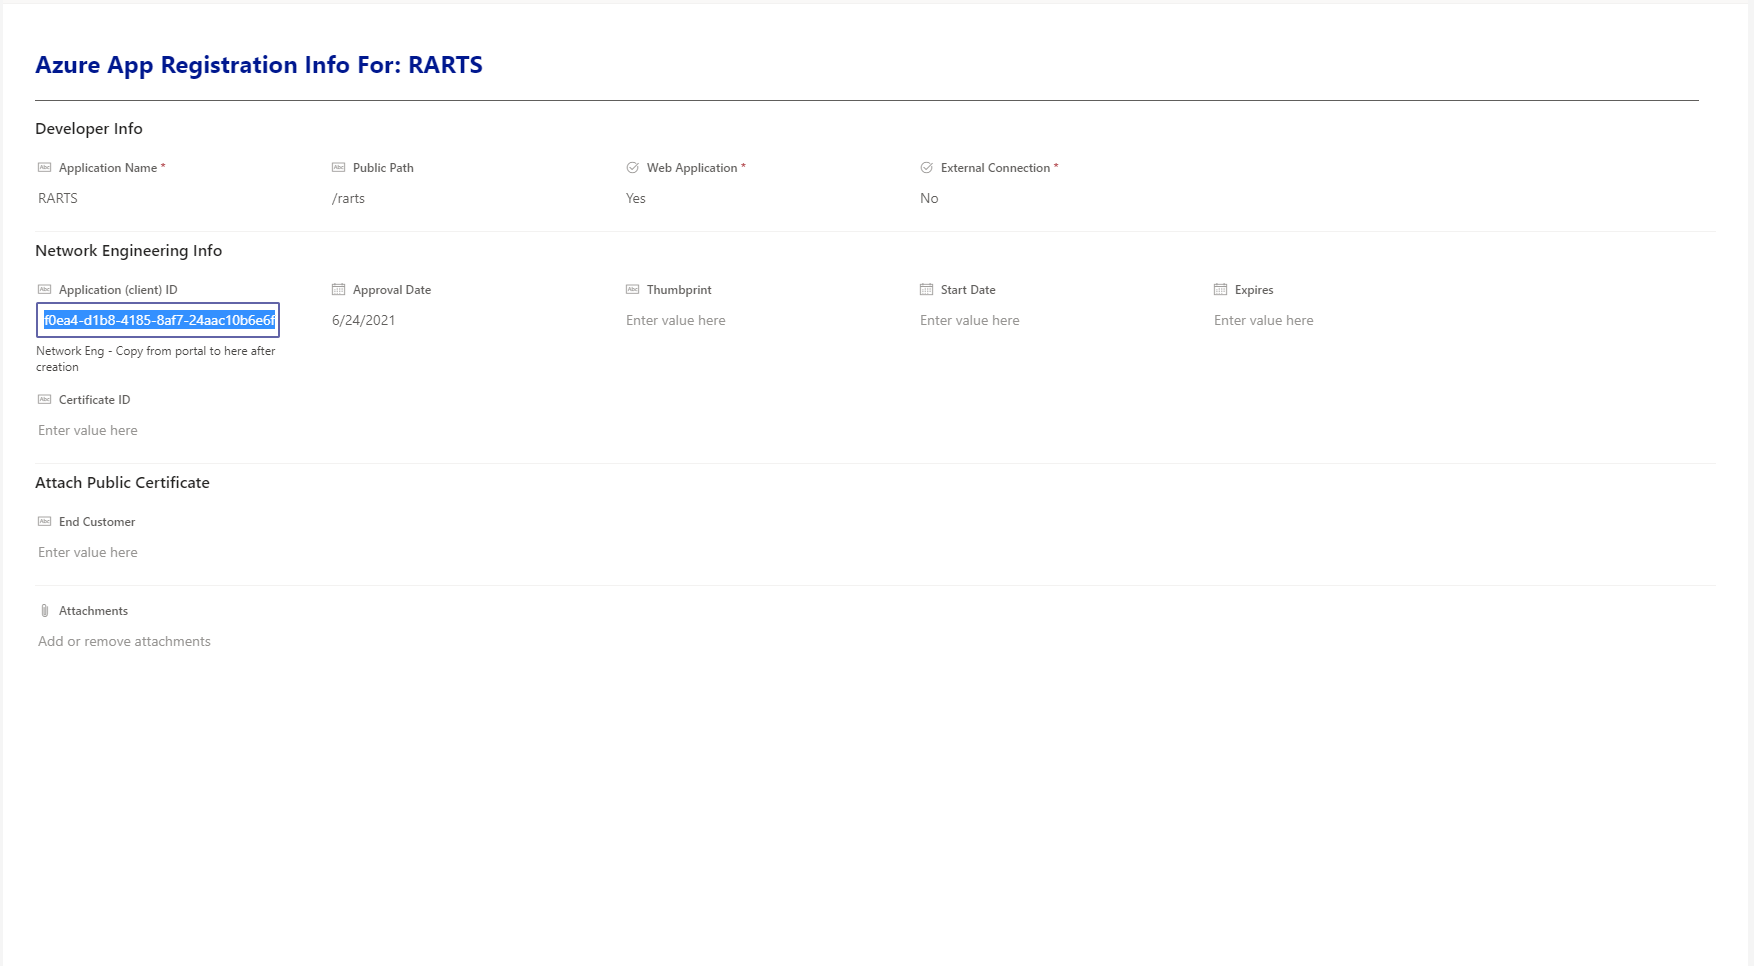 Azure App Registration Info For: RARTS
Developer Info
Application Name *
Public Path
Web Application *
External Connection *
RARTS
/rarts
Yes
No
Network Engineering Info
Application (client) ID
Approval Date
Thumbprint
Start Date
Expires
f0ea4-d1b8-4185-8af7-24aac10b6e6f
6/24/2021
Enter value here
Enter value here
Enter value here
Network Eng - Copy from portal to here after
creation
Certificate ID
Enter value here
Attach Public Certificate
End Customer
Enter value here
Attachments
Add or remove attachments